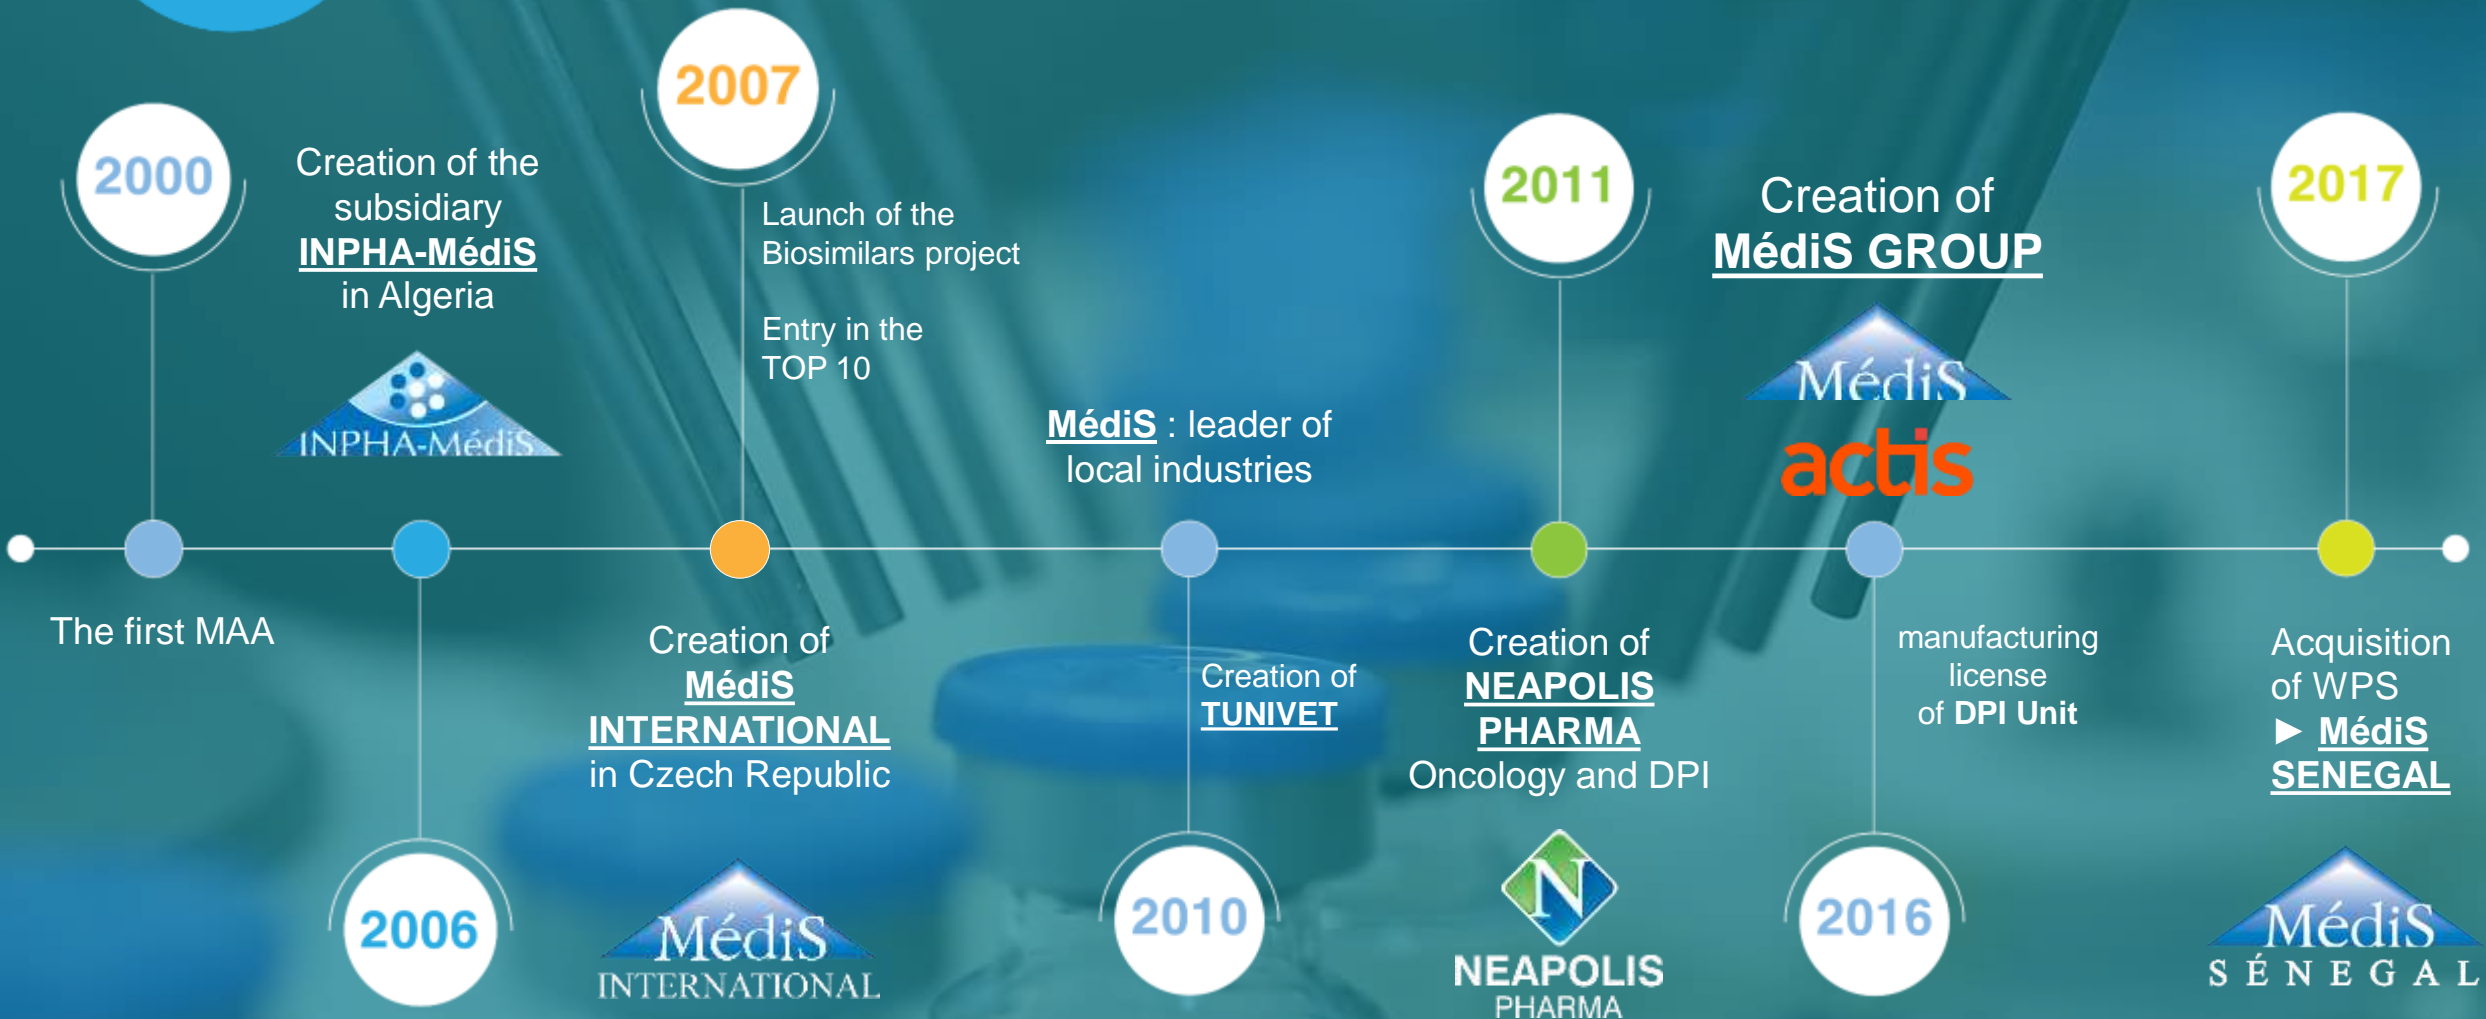 2000
The first MAA
Creation of the
subsidiary
INPHA-MédiS
in Algeria
INPHA-MédiS
2006
2007
Launch of the
Biosimilars project
Entry in the
TOP 10
Creation of
MédiS
INTERNATIONAL
in Czech Republic
MédiS
INTERNATIONAL
MédiS : leader of
local industries
Creation of
TUNIVET
2010
2011
Creation of
NEAPOLIS
PHARMA
Oncology and DPI
N
NEAPOLIS
PHARMA
Creation of
MédiS GROUP
MédiS
actis
manufacturing
license
of DPI Unit
2016
2017
Acquisition
of WPS
► MédiS
SENEGAL
MédiS
SÉNEGAL